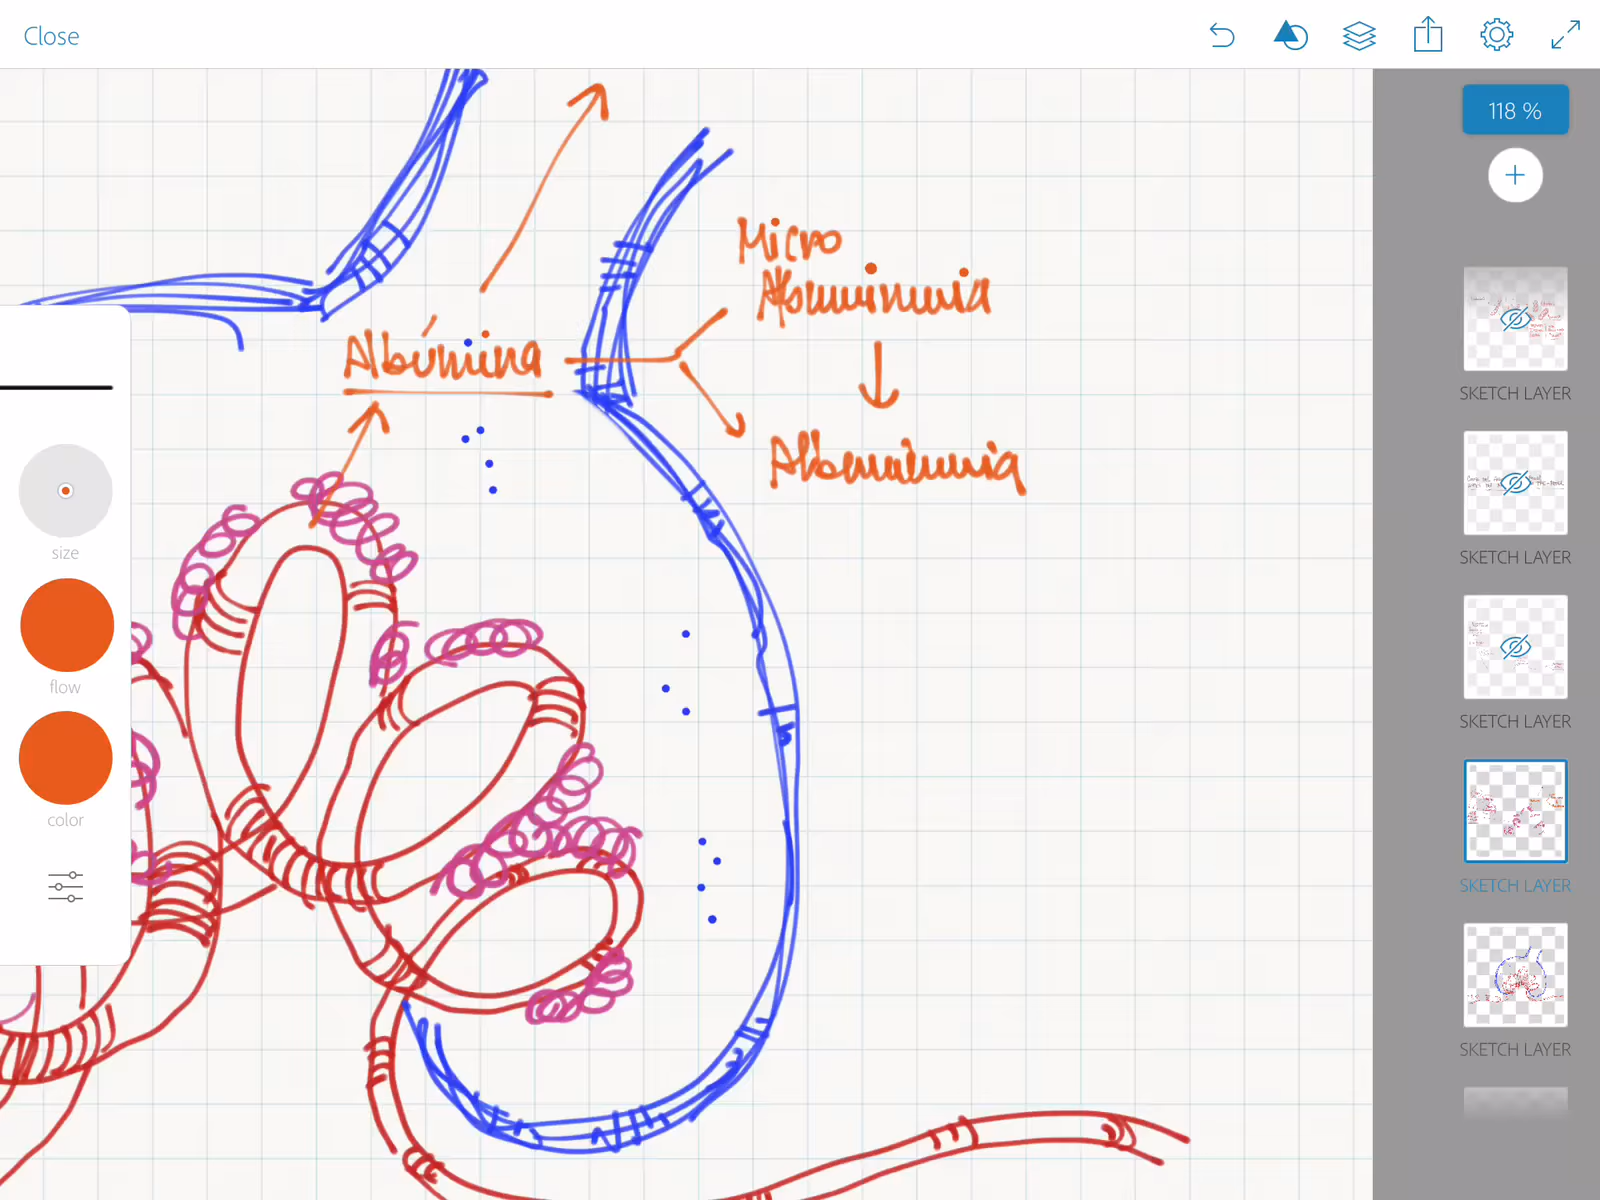 Close
118 %
Micro
Albuminuria
Albúmina
Albuminuria
size
flow
color
SKETCH LAYER
SKETCH LAYER
SKETCH LAYER
SKETCH LAYER
SKETCH LAYER